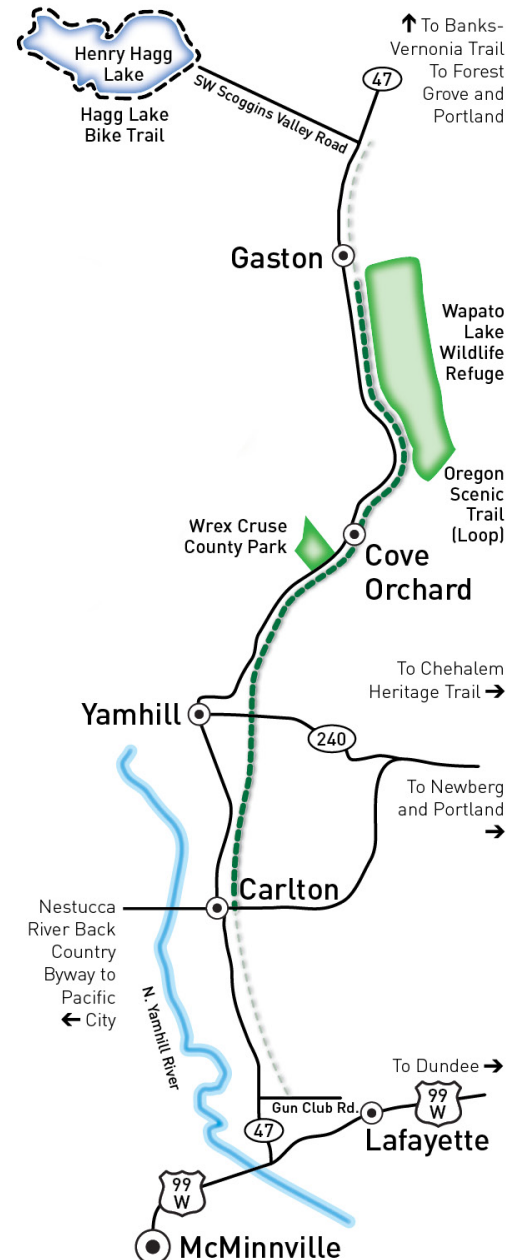 Henry Hagg
Lake
Hagg Lake
Bike Trail
SW Scoggins Valley Road
47
↑ To Banks-
Vernonia Trail
To Forest
Grove and
Portland
Gaston
Wapato
Lake
Wildlife
Refuge
Oregon
Scenic
Trail
(Loop)
Wrex Cruse
County Park
Cove
Orchard
To Chehalem
Heritage Trail →
Yamhill
240
To Newberg
and Portland
→
Carlton
Nestucca
River Back
Country
Byway to
Pacific
← City
N. Yamhill River
To Dundee →
Gun Club Rd.
99
W
47
Lafayette
99
W
McMinnville